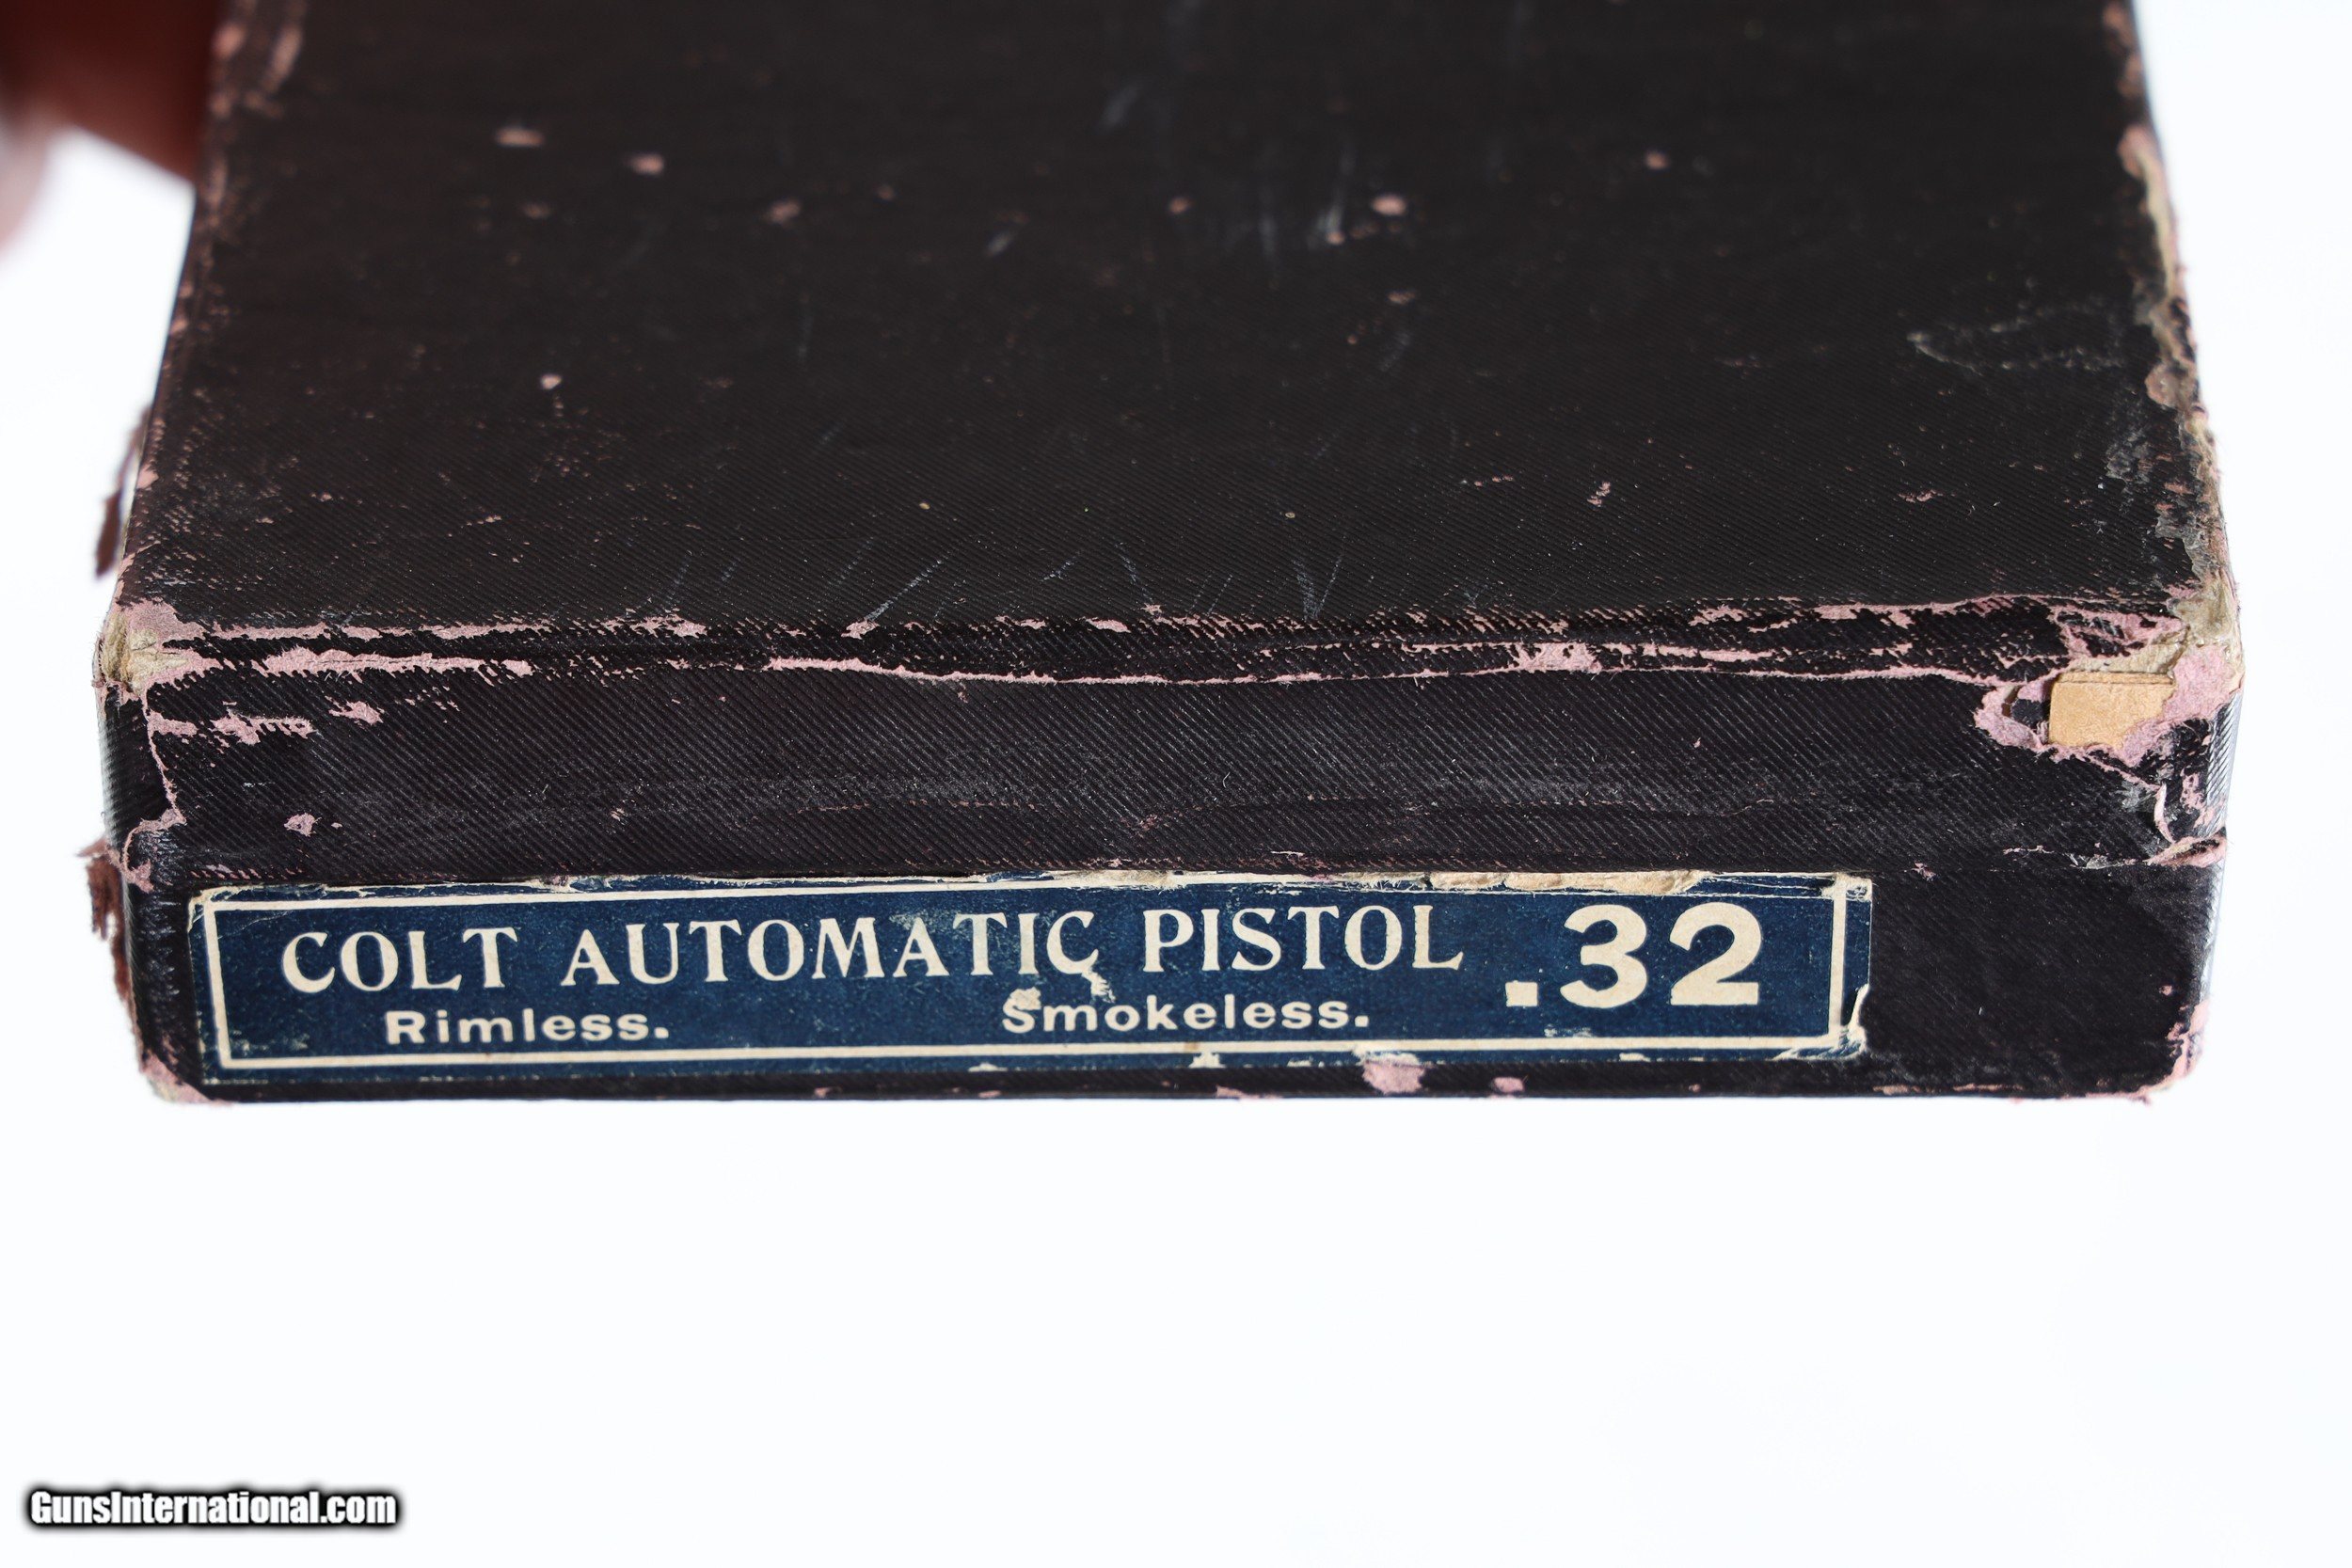 COLT AUTOMATIC PISTOL .32
Rimless. Smokeless.
GunsInternational.com